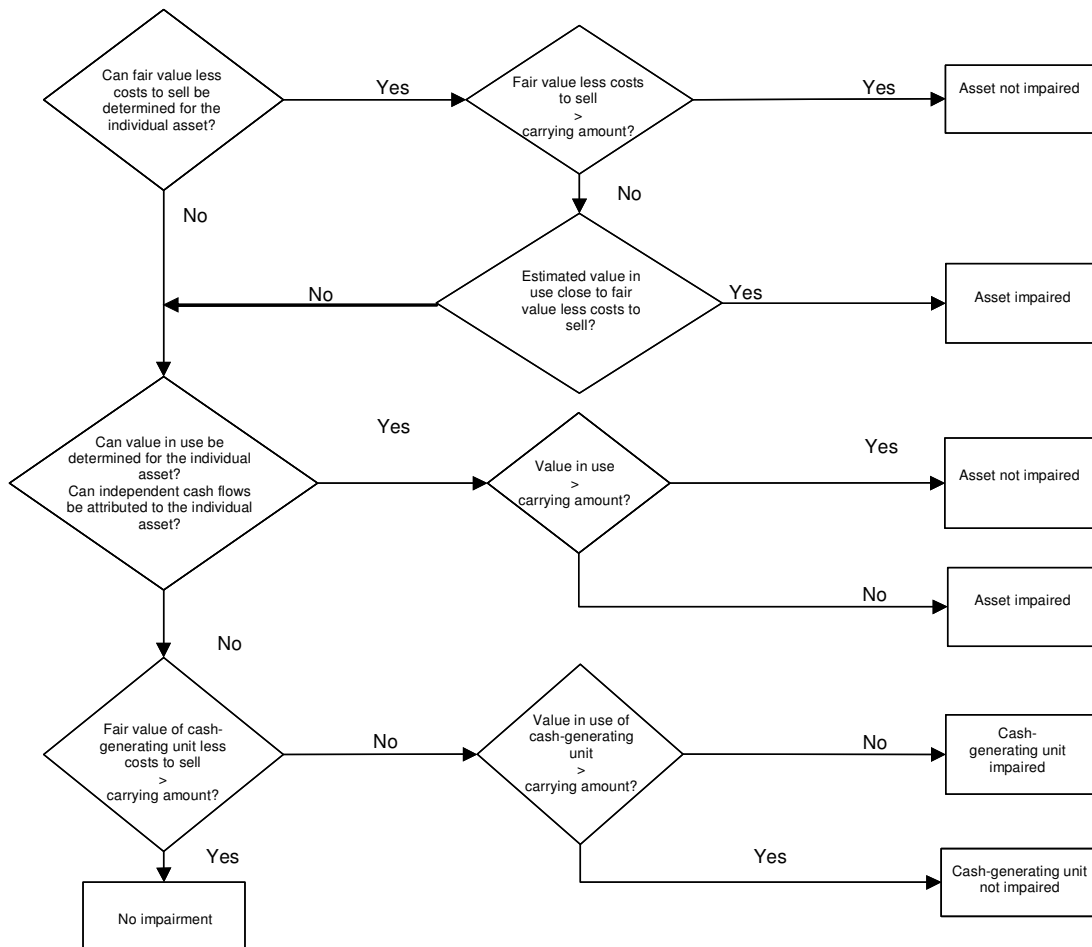 Can fair value less
costs to sell be
determined for the
individual asset?
Yes
Fair value less costs
to sell
>
carrying amount?
Yes
Asset not impaired
No
No
Estimated value in
use close to fair
value less costs to
sell?
No
Yes
Asset impaired
Can value in use be
determined for the individual
asset?
Can independent cash flows
be attributed to the individual
asset?
Yes
Value in use
>
carrying amount?
Yes
Asset not impaired
No
Asset impaired
No
Fair value of cash-
generating unit less
costs to sell
>
carrying amount?
No
Value in use of
cash-generating
unit
>
carrying amount?
No
Cash-
generating unit
impaired
Yes
No impairment
Yes
Cash-generating unit
not impaired